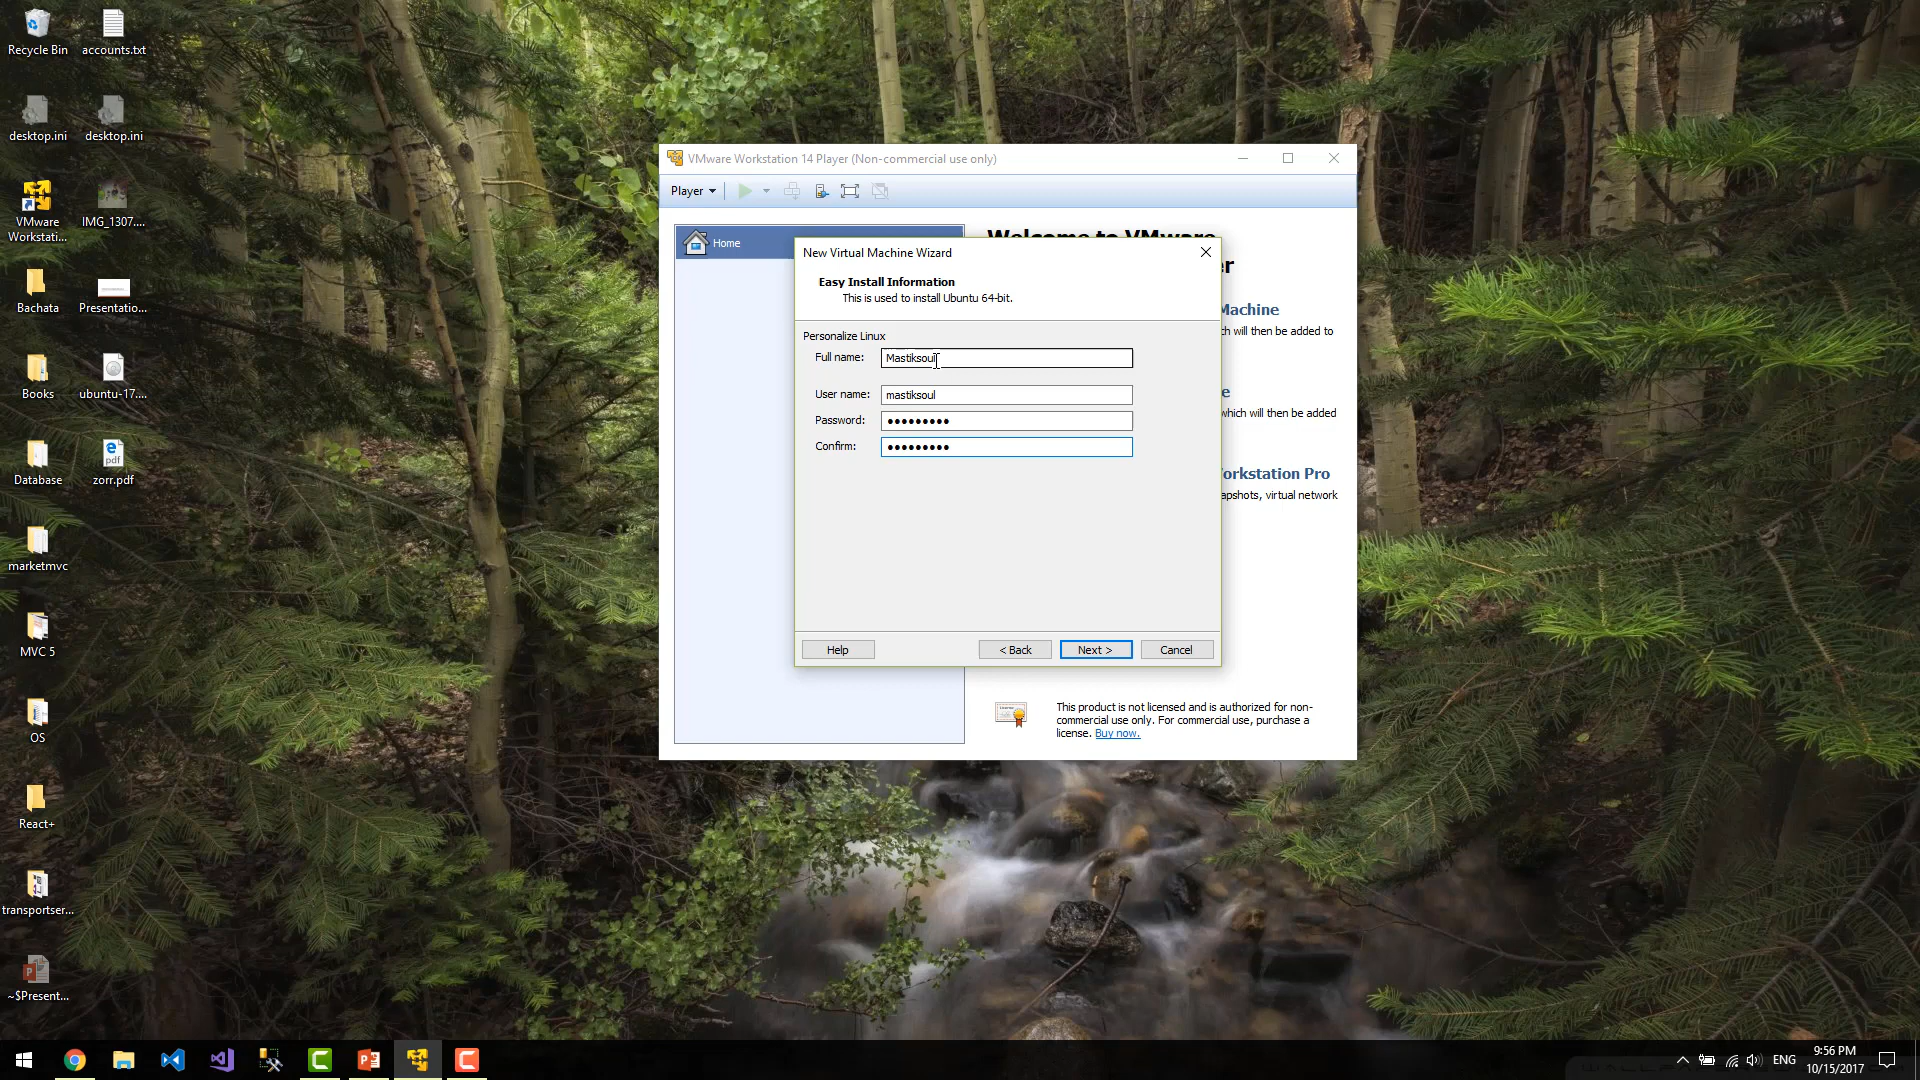 Recycle Bin
accounts.txt
desktop.ini
desktop.ini
VMware
Workstati...
IMG_1307....
Bachata
Presentatio...
Books
ubuntu-17....
Database
pdf
zorr.pdf
marketmvc
MVC 5
OS
React+
transportser...
~$Present...
VMware Workstation 14 Player (Non-commercial use only)
Player
Home
Welcome to VMware
r
Machine
ch will then be added to
e
which will then be added
orkstation Pro
apshots, virtual network
New Virtual Machine Wizard
Easy Install Information
This is used to install Ubuntu 64-bit.
Personalize Linux
Full name: Mastiksoul
User name: mastiksoul
Password: •••••••••
Confirm: •••••••••
Help
< Back
Next >
Cancel
This product is not licensed and is authorized for non-
commercial use only. For commercial use, purchase a
license. Buy now.
ENG
9:56 PM
10/15/2017